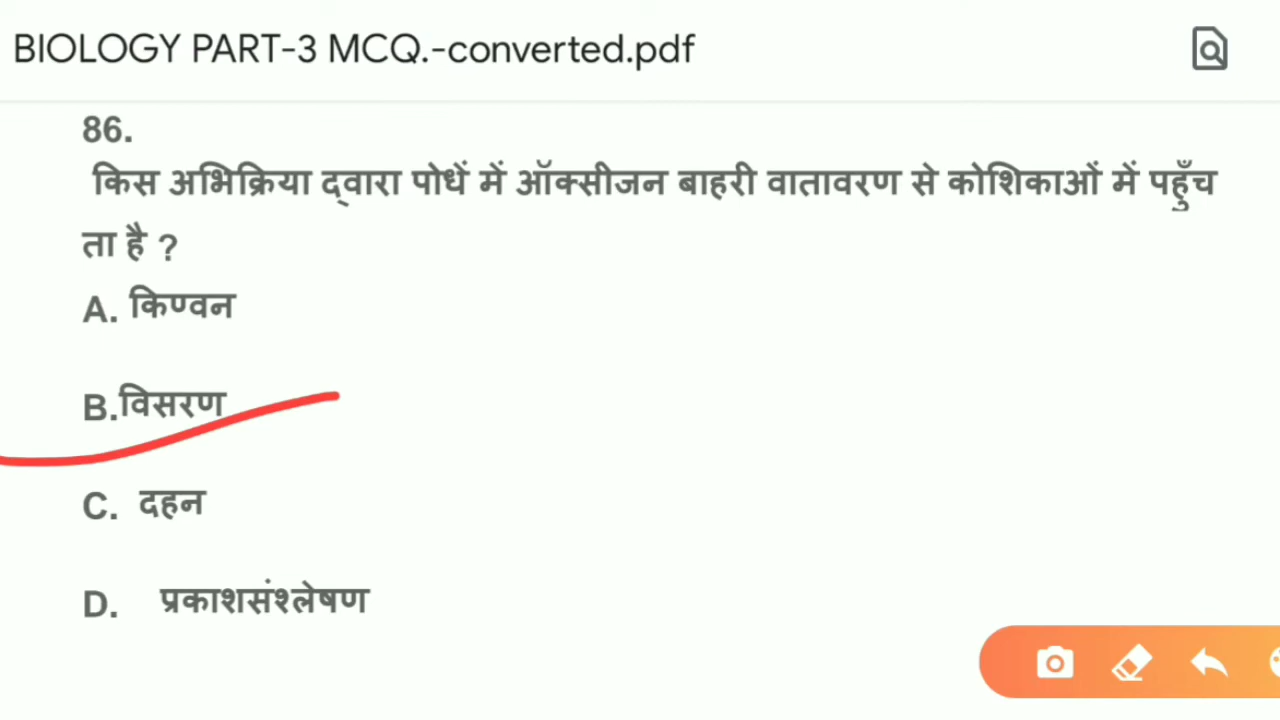 BIOLOGY PART-3 MCQ.-converted.pdf
86.
किस अभिक्रिया द्वारा पोधें में ऑक्सीजन बाहरी वातावरण से कोशिकाओं में पहुँच
ता है ?
A. किण्वन
B.विसरण
C. दहन
D. प्रकाशसंश्लेषण